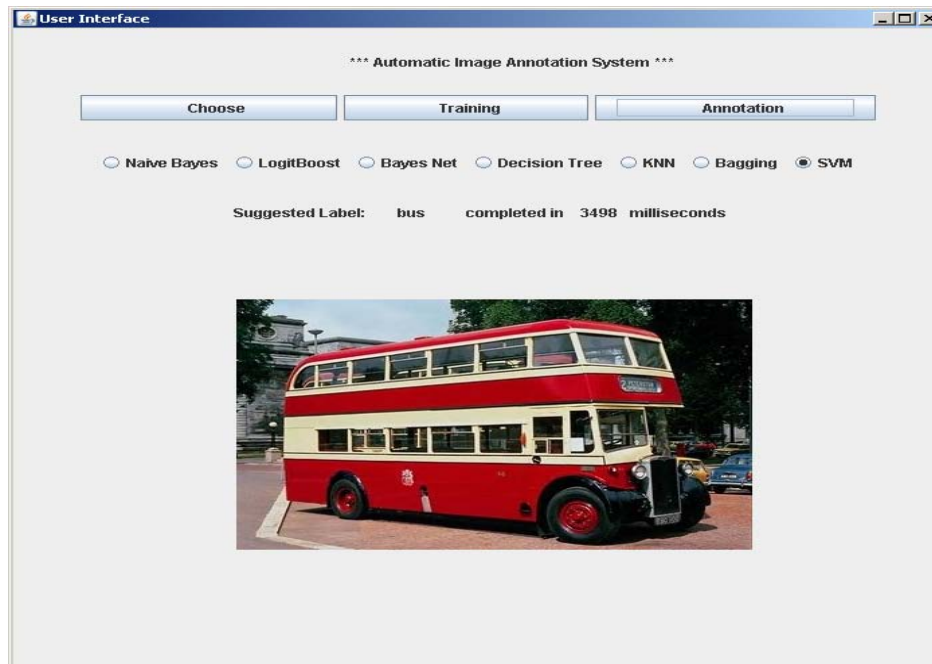 User Interface
*** Automatic Image Annotation System ***
Choose Training Annotation
Naive Bayes LogitBoost Bayes Net Decision Tree KNN Bagging SVM
Suggested Label: bus completed in 3498 milliseconds
2